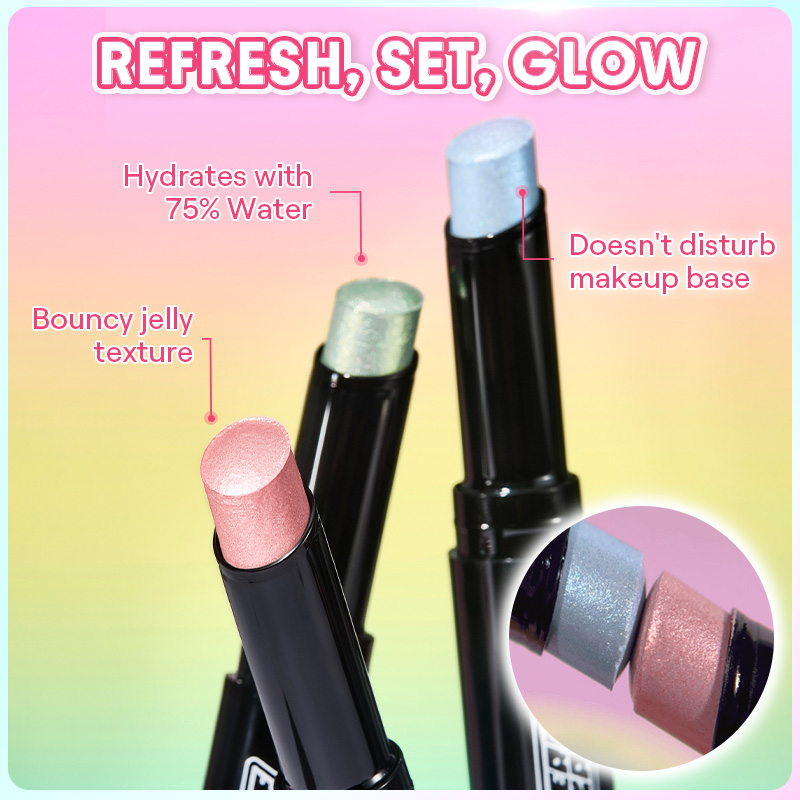 REFRESH, SET, GLOW
Hydrates with
75% Water
Doesn't disturb
makeup base
Bouncy jelly
texture